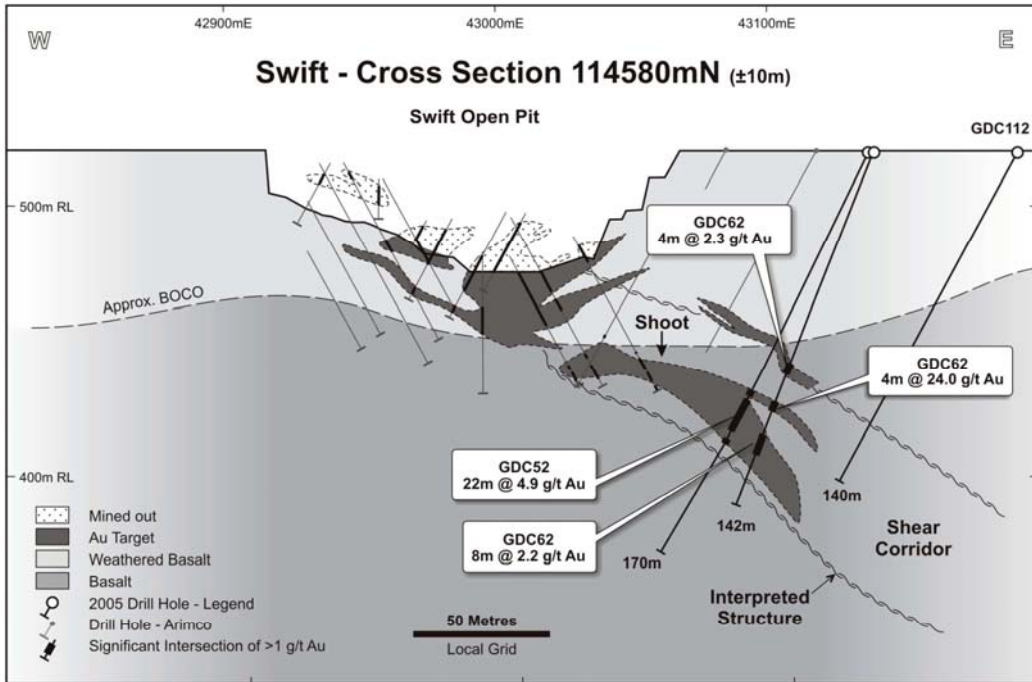 42900mE
43000mE
43100mE
W
E
Swift - Cross Section 114580mN (±10m)
Swift Open Pit
GDC112
500m RL
GDC62
4m @ 2.3 g/t Au
Approx. BOCO
Shoot
GDC62
4m @ 24.0 g/t Au
GDC52
22m @ 4.9 g/t Au
400m RL
140m
142m
GDC62
8m @ 2.2 g/t Au
170m
Shear
Corridor
Interpreted
Structure
Mined out
Au Target
Weathered Basalt
Basalt
2005 Drill Hole - Legend
Drill Hole - Arimco
Significant Intersection of >1 g/t Au
50 Metres
Local Grid